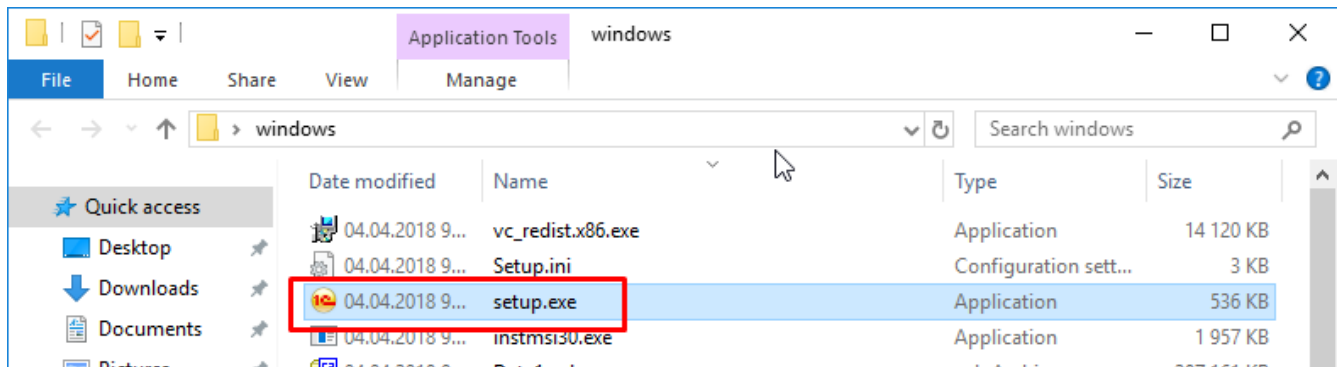 Application Tools windows
File Home Share View Manage
windows Search windows
Date modified Name Type Size
Quick access
04.04.2018 9... vc_redist.x86.exe Application 14 120 KB
Desktop
04.04.2018 9... Setup.ini Configuration sett... 3 KB
Downloads
04.04.2018 9... setup.exe Application 536 KB
Documents
04.04.2018 9... instmsi30.exe Application 1 957 KB
Pictures